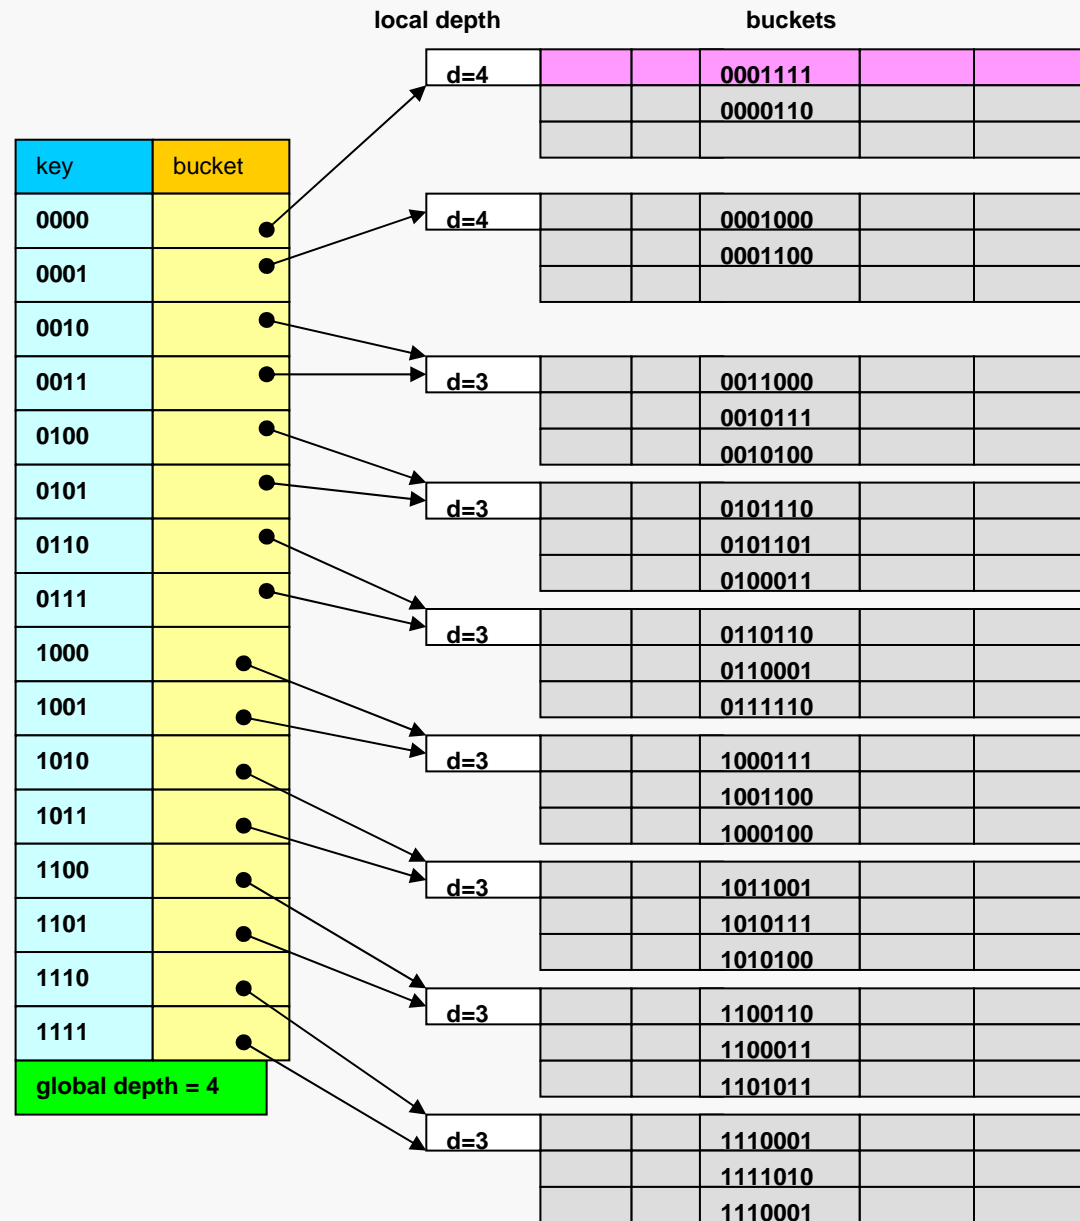 local depth buckets
d=4 0001111
0000110
key bucket
0000
0001
0010
0011
0100
0101
0110
0111
1000
1001
1010
1011
1100
1101
1110
1111
global depth = 4
d=4 0001000
0001100
d=3 0011000
0010111
0010100
d=3 0101110
0101101
0100011
d=3 0110110
0110001
0111110
d=3 1000111
1001100
1000100
d=3 1011001
1010111
1010100
d=3 1100110
1100011
1101011
d=3 1110001
1111010
1110001